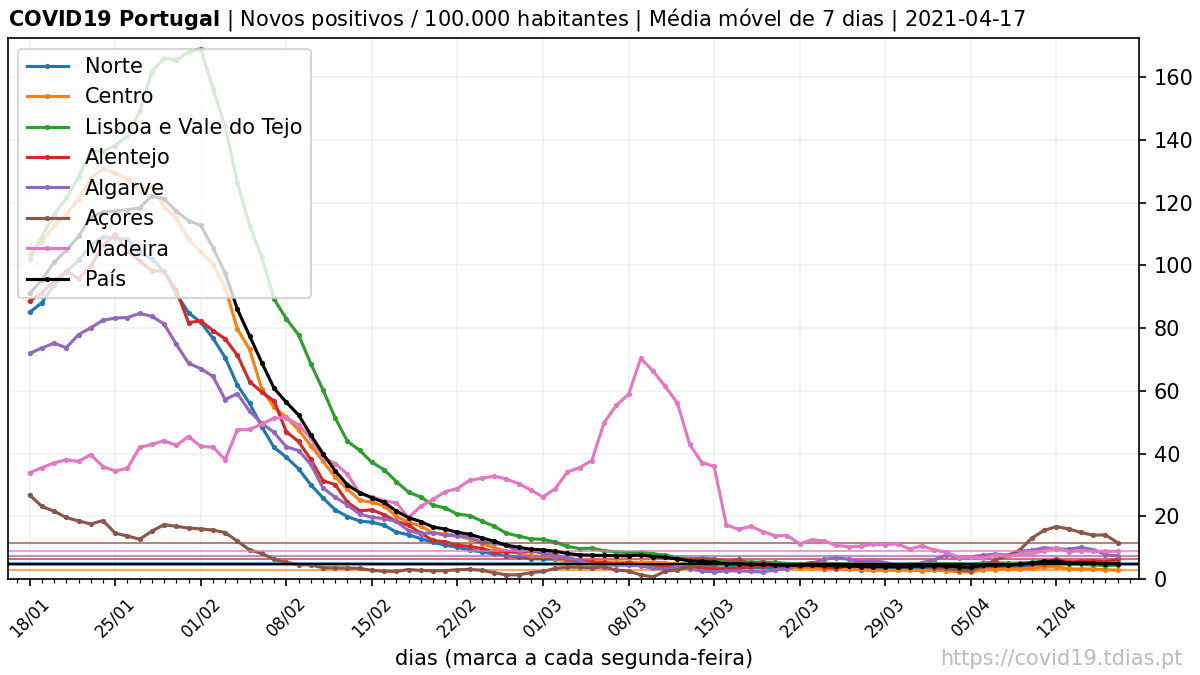 COVID19 Portugal | Novos positivos / 100.000 habitantes | Média móvel de 7 dias | 2021-04-17
Norte
Centro
Lisboa e Vale do Tejo
Alentejo
Algarve
Açores
Madeira
País
160
140
120
100
80
60
40
20
0
18/01
25/01
01/02
08/02
15/02
22/02
01/03
08/03
15/03
22/03
29/03
05/04
12/04
dias (marca a cada segunda-feira)
https://covid19.tdias.pt